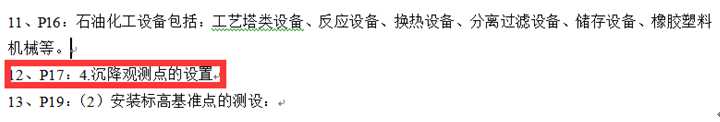 11、P16：石油化工设备包括：工艺塔类设备、反应设备、换热设备、分离过滤设备、储存设备、橡胶塑料
机械等。
12、P17：4.沉降观测点的设置
13、P19：（2）安装标高基准点的测设：